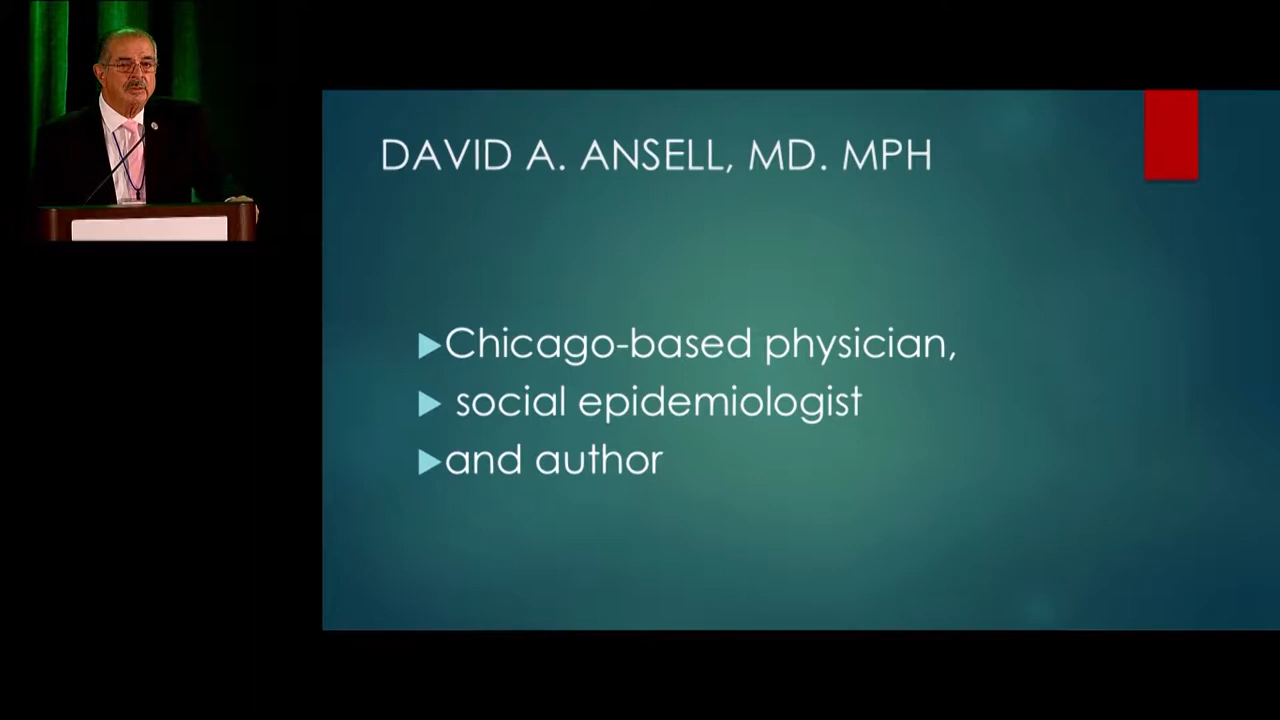 DAVID A. ANSELL, MD. MPH
Chicago-based physician,
social epidemiologist
and author